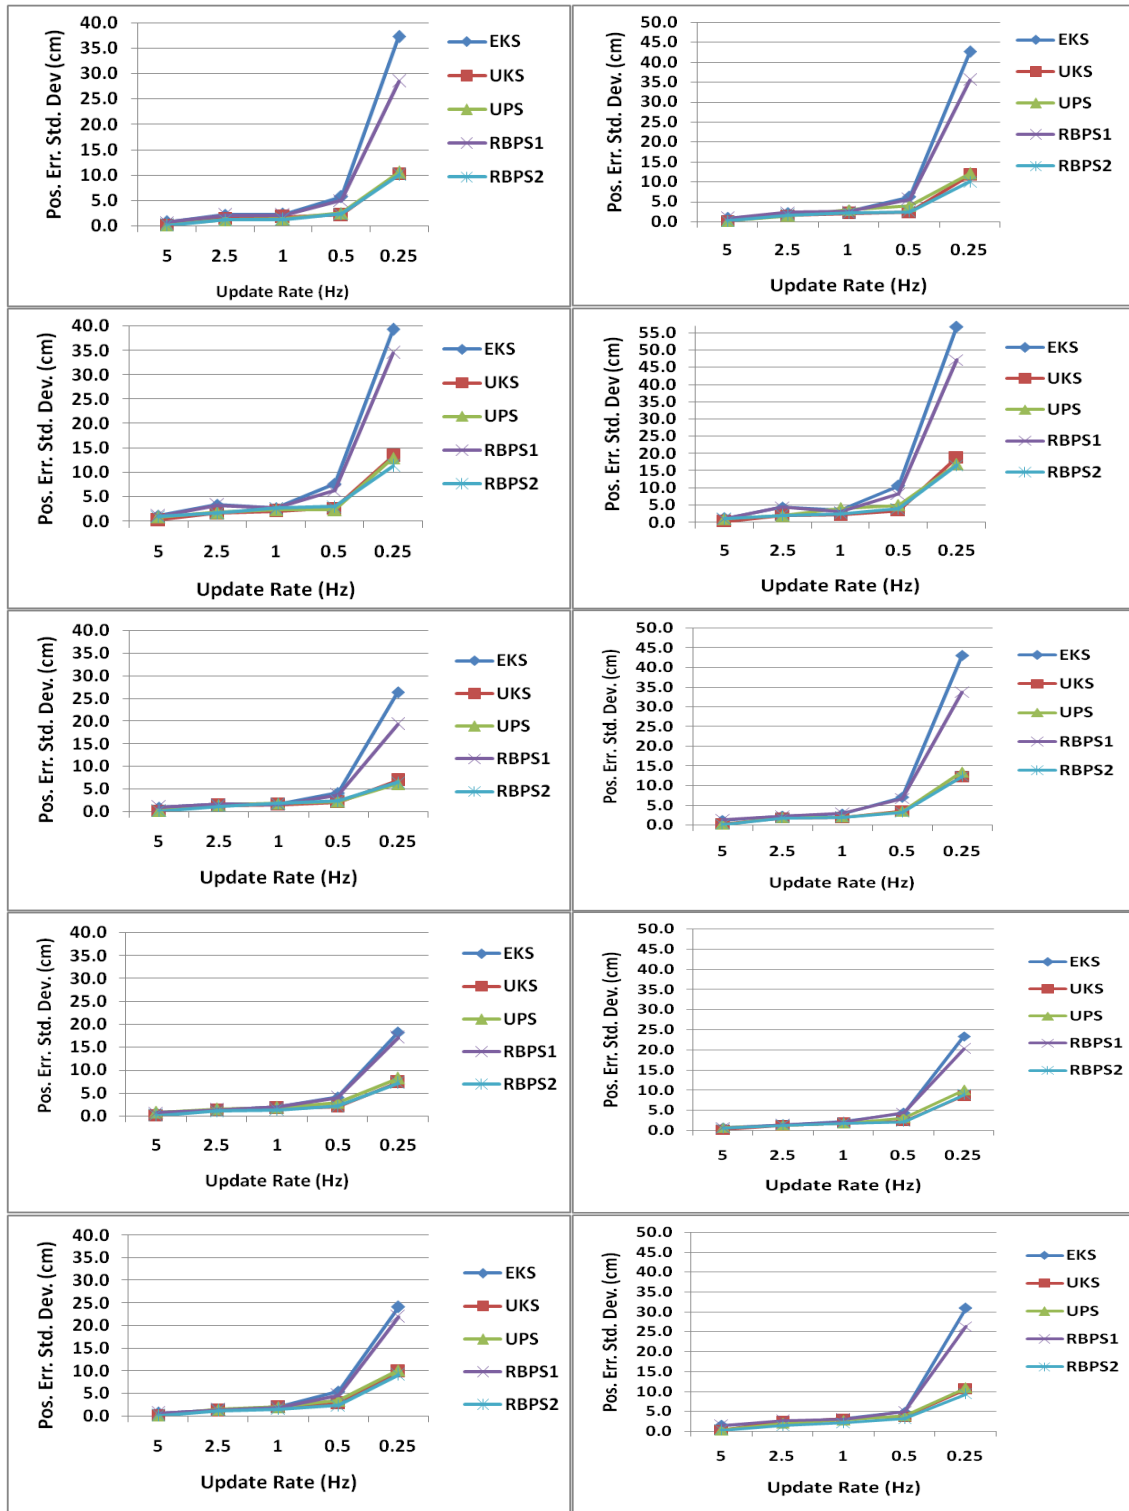 Pos. Err. Std. Dev (cm)
40.0
35.0
30.0
25.0
20.0
15.0
10.0
5.0
0.0
5 2.5 1 0.5 0.25
Update Rate (Hz)
EKS
UKS
UPS
RBPS1
RBPS2
Pos. Err. Std. Dev (cm)
50.0
45.0
40.0
35.0
30.0
25.0
20.0
15.0
10.0
5.0
0.0
5 2.5 1 0.5 0.25
Update Rate (Hz)
EKS
UKS
UPS
RBPS1
RBPS2
Pos. Err. Std. Dev. (cm)
40.0
35.0
30.0
25.0
20.0
15.0
10.0
5.0
0.0
5 2.5 1 0.5 0.25
Update Rate (Hz)
EKS
UKS
UPS
RBPS1
RBPS2
Pos. Err. Std. Dev (cm)
55.0
50.0
45.0
40.0
35.0
30.0
25.0
20.0
15.0
10.0
5.0
0.0
5 2.5 1 0.5 0.25
Update Rate (Hz)
EKS
UKS
UPS
RBPS1
RBPS2
Pos. Err. Std. Dev. (cm)
40.0
35.0
30.0
25.0
20.0
15.0
10.0
5.0
0.0
5 2.5 1 0.5 0.25
Update Rate (Hz)
EKS
UKS
UPS
RBPS1
RBPS2
Pos. Err. Std. Dev. (cm)
50.0
45.0
40.0
35.0
30.0
25.0
20.0
15.0
10.0
5.0
0.0
5 2.5 1 0.5 0.25
Update Rate (Hz)
EKS
UKS
UPS
RBPS1
RBPS2
Pos. Err. Std. Dev. (cm)
40.0
35.0
30.0
25.0
20.0
15.0
10.0
5.0
0.0
5 2.5 1 0.5 0.25
Update Rate (Hz)
EKS
UKS
UPS
RBPS1
RBPS2
Pos. Err. Std. Dev. (cm)
50.0
45.0
40.0
35.0
30.0
25.0
20.0
15.0
10.0
5.0
0.0
5 2.5 1 0.5 0.25
Update Rate (Hz)
EKS
UKS
UPS
RBPS1
RBPS2
Pos. Err. Std. Dev. (cm)
40.0
35.0
30.0
25.0
20.0
15.0
10.0
5.0
0.0
5 2.5 1 0.5 0.25
Update Rate (Hz)
EKS
UKS
UPS
RBPS1
RBPS2
Pos. Err. Std. Dev. (cm)
50.0
45.0
40.0
35.0
30.0
25.0
20.0
15.0
10.0
5.0
0.0
5 2.5 1 0.5 0.25
Update Rate (Hz)
EKS
UKS
UPS
RBPS1
RBPS2